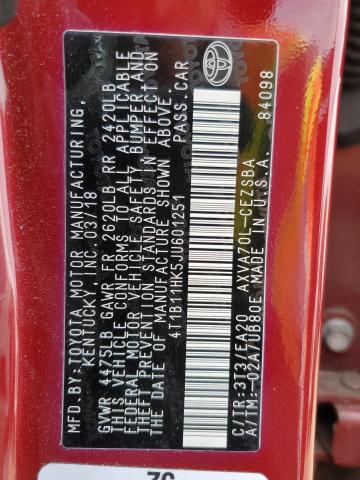 MFD. BY: TOYOTA MOTOR MANUFACTURING,
KENTUCKY, INC. 03/18
GVWR 4475LB GAWR FR 2620LB RR 2420LB
THIS VEHICLE CONFORMS TO ALL APPLICABLE
FEDERAL MOTOR VEHICLE SAFETY, BUMPER AND
THEFT PREVENTION STANDARDS IN EFFECT ON
THE DATE OF MANUFACTURE SHOWN ABOVE.
4T1B11HK5JU601251 PASS. CAR
C/TR: 3T3/FA20 AXVA70L-CEZSBA
A/TM: -02A/UB80E MADE IN U.S.A. 84098